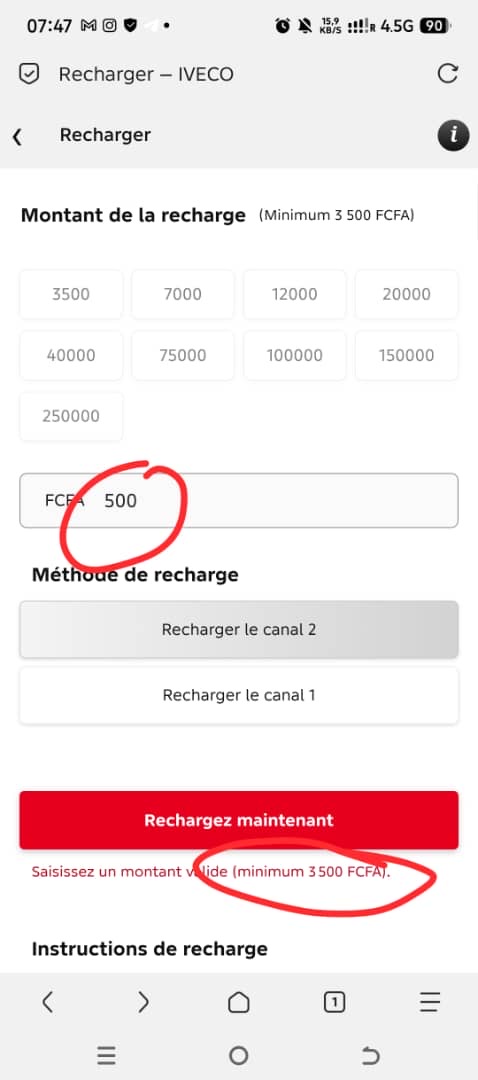 07:47
15,9 KB/S R 4.5G 90
Recharger – IVECO
Recharger
Montant de la recharge (Minimum 3 500 FCFA)
3500 7000 12000 20000
40000 75000 100000 150000
250000
FCFA 500
Méthode de recharge
Recharger le canal 2
Recharger le canal 1
Rechargez maintenant
Saisissez un montant valide (minimum 3 500 FCFA).
Instructions de recharge
1